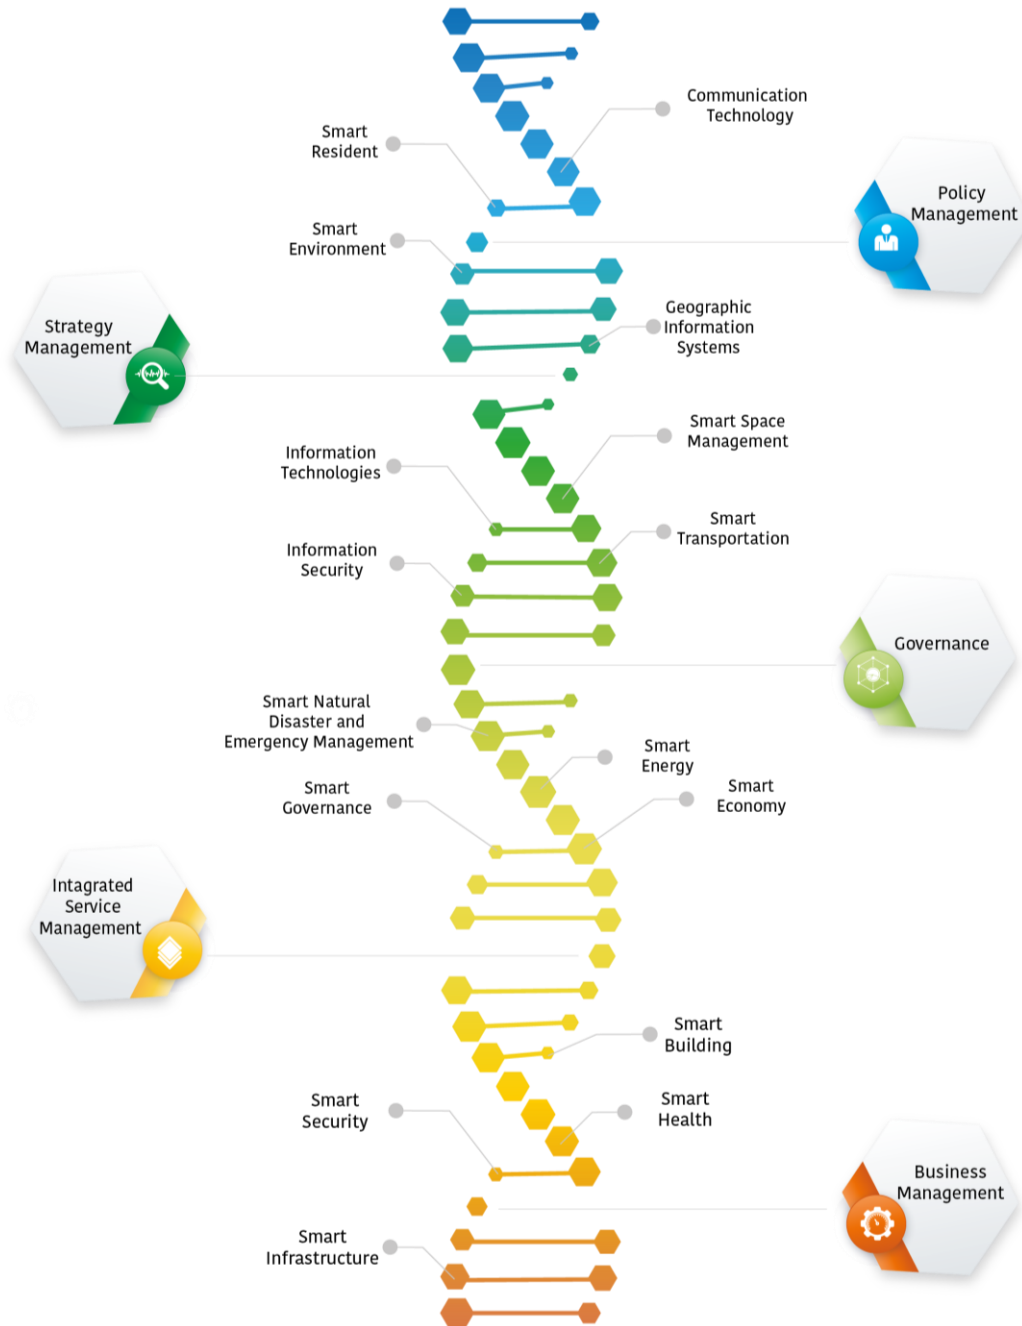 Communication
Technology
Smart
Resident
Policy
Management
Smart
Environment
Geographic
Information
Systems
Strategy
Management
Smart Space
Management
Information
Technologies
Smart
Transportation
Information
Security
Governance
Smart Natural
Disaster and
Emergency Management
Smart
Energy
Smart
Governance
Smart
Economy
Intagrated
Service
Management
Smart
Building
Smart
Security
Smart
Health
Business
Management
Smart
Infrastructure